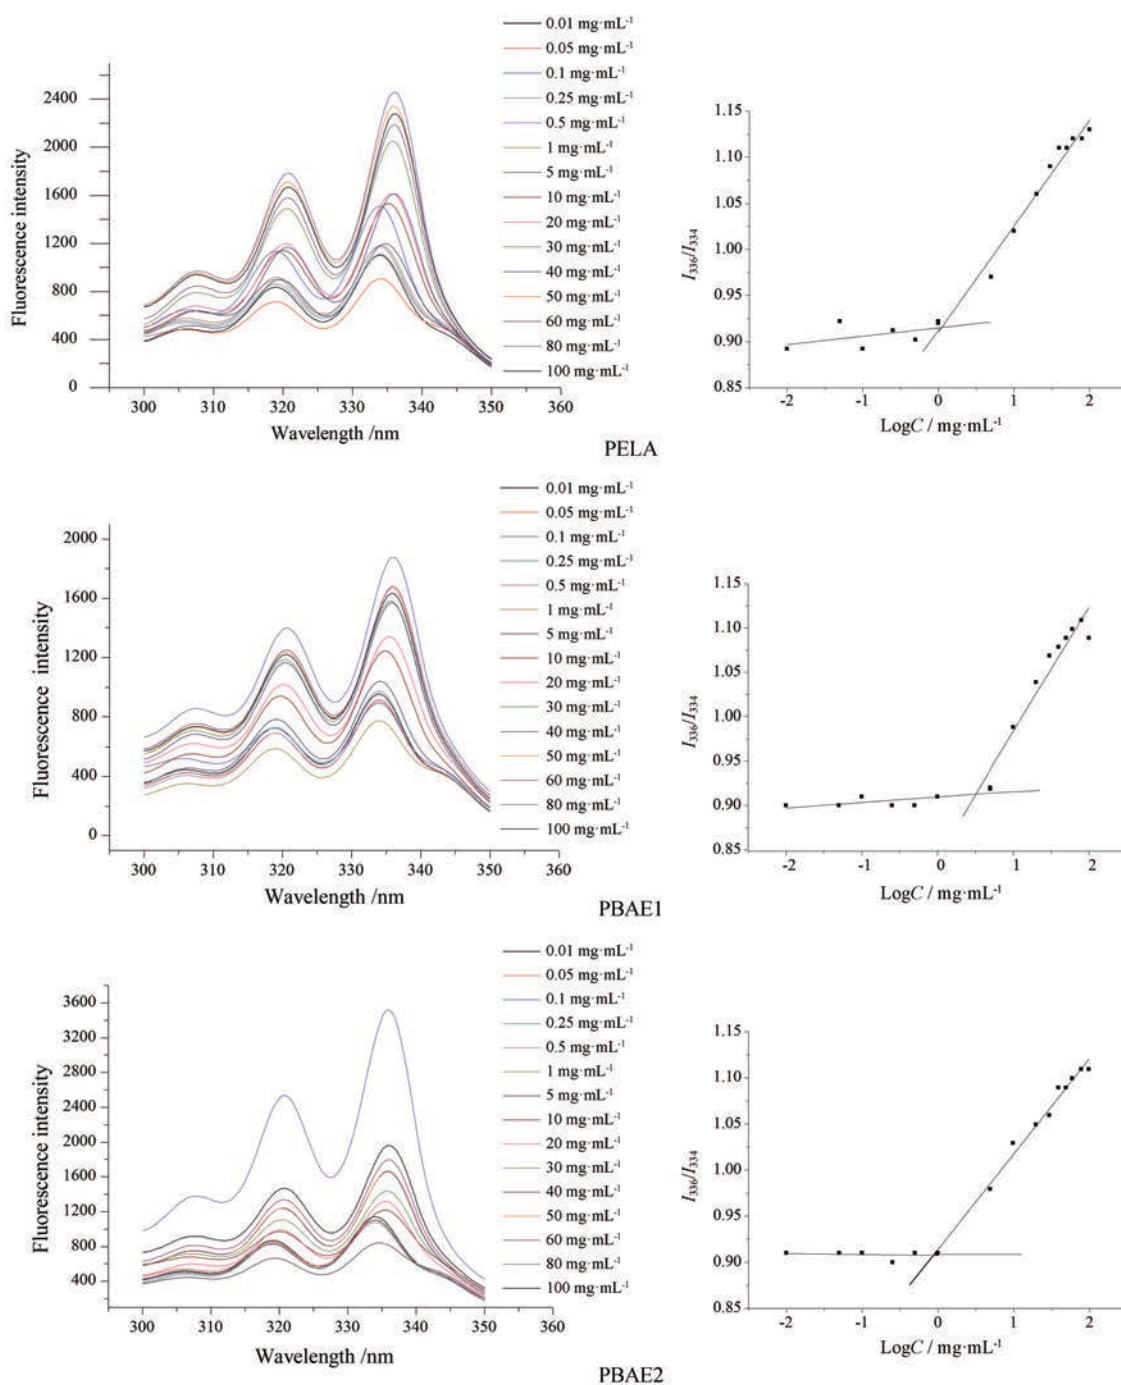 0.01 mg·mL⁻¹
0.05 mg·mL⁻¹
0.1 mg·mL⁻¹
0.25 mg·mL⁻¹
0.5 mg·mL⁻¹
1 mg·mL⁻¹
5 mg·mL⁻¹
10 mg·mL⁻¹
20 mg·mL⁻¹
30 mg·mL⁻¹
40 mg·mL⁻¹
50 mg·mL⁻¹
60 mg·mL⁻¹
80 mg·mL⁻¹
100 mg·mL⁻¹
Fluorescence intensity
2400
2000
1600
1200
800
400
0
300 310 320 330 340 350 360
Wavelength /nm
I₃₃₆/I₃₃₄
1.15
1.10
1.05
1.00
0.95
0.90
0.85
-2 -1 0 1 2
LogC / mg·mL⁻¹
PELA
0.01 mg·mL⁻¹
0.05 mg·mL⁻¹
0.1 mg·mL⁻¹
0.25 mg·mL⁻¹
0.5 mg·mL⁻¹
1 mg·mL⁻¹
5 mg·mL⁻¹
10 mg·mL⁻¹
20 mg·mL⁻¹
30 mg·mL⁻¹
40 mg·mL⁻¹
50 mg·mL⁻¹
60 mg·mL⁻¹
80 mg·mL⁻¹
100 mg·mL⁻¹
Fluorescence intensity
2000
1600
1200
800
400
0
300 310 320 330 340 350 360
Wavelength /nm
I₃₃₆/I₃₃₄
1.15
1.10
1.05
1.00
0.95
0.90
0.85
-2 -1 0 1 2
LogC / mg·mL⁻¹
PBAE1
0.01 mg·mL⁻¹
0.05 mg·mL⁻¹
0.1 mg·mL⁻¹
0.25 mg·mL⁻¹
0.5 mg·mL⁻¹
1 mg·mL⁻¹
5 mg·mL⁻¹
10 mg·mL⁻¹
20 mg·mL⁻¹
30 mg·mL⁻¹
40 mg·mL⁻¹
50 mg·mL⁻¹
60 mg·mL⁻¹
80 mg·mL⁻¹
100 mg·mL⁻¹
Fluorescence intensity
3600
3200
2800
2400
2000
1600
1200
800
400
300 310 320 330 340 350 360
Wavelength /nm
I₃₃₆/I₃₃₄
1.15
1.10
1.05
1.00
0.95
0.90
0.85
-2 -1 0 1 2
LogC / mg·mL⁻¹
PBAE2